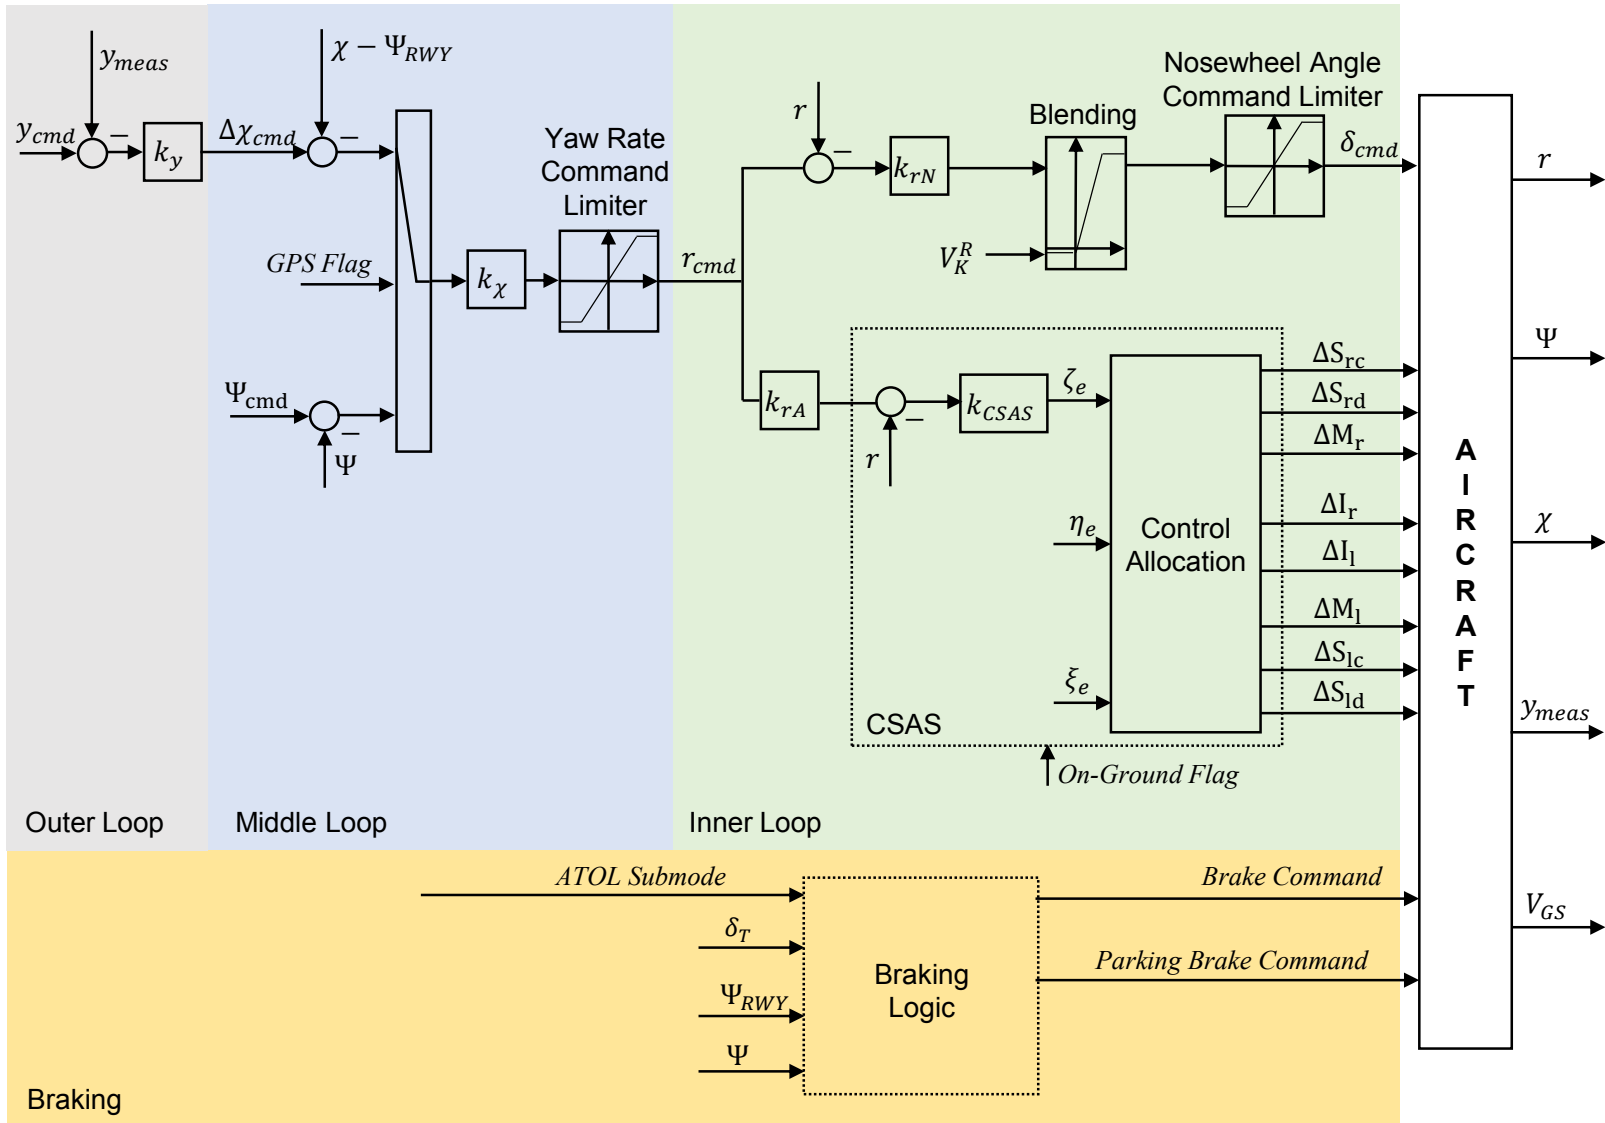 y_meas
y_cmd
−
k_y
Δχ_cmd
χ − Ψ_RWY
−
GPS Flag
Ψ_cmd
−
Ψ
k_χ
Yaw Rate
Command
Limiter
r_cmd
r
−
k_rN
Blending
V_K^R
Nosewheel Angle
Command Limiter
δ_cmd
k_rA
−
r
k_CSAS
ζ_e
η_e
ξ_e
Control
Allocation
CSAS
On-Ground Flag
ΔS_rc
ΔS_rd
ΔM_r
ΔI_r
ΔI_l
ΔM_l
ΔS_lc
ΔS_ld
A
I
R
C
R
A
F
T
r
Ψ
χ
y_meas
V_GS
Outer Loop
Middle Loop
Inner Loop
ATOL Submode
δ_T
Ψ_RWY
Ψ
Braking
Logic
Brake Command
Parking Brake Command
Braking